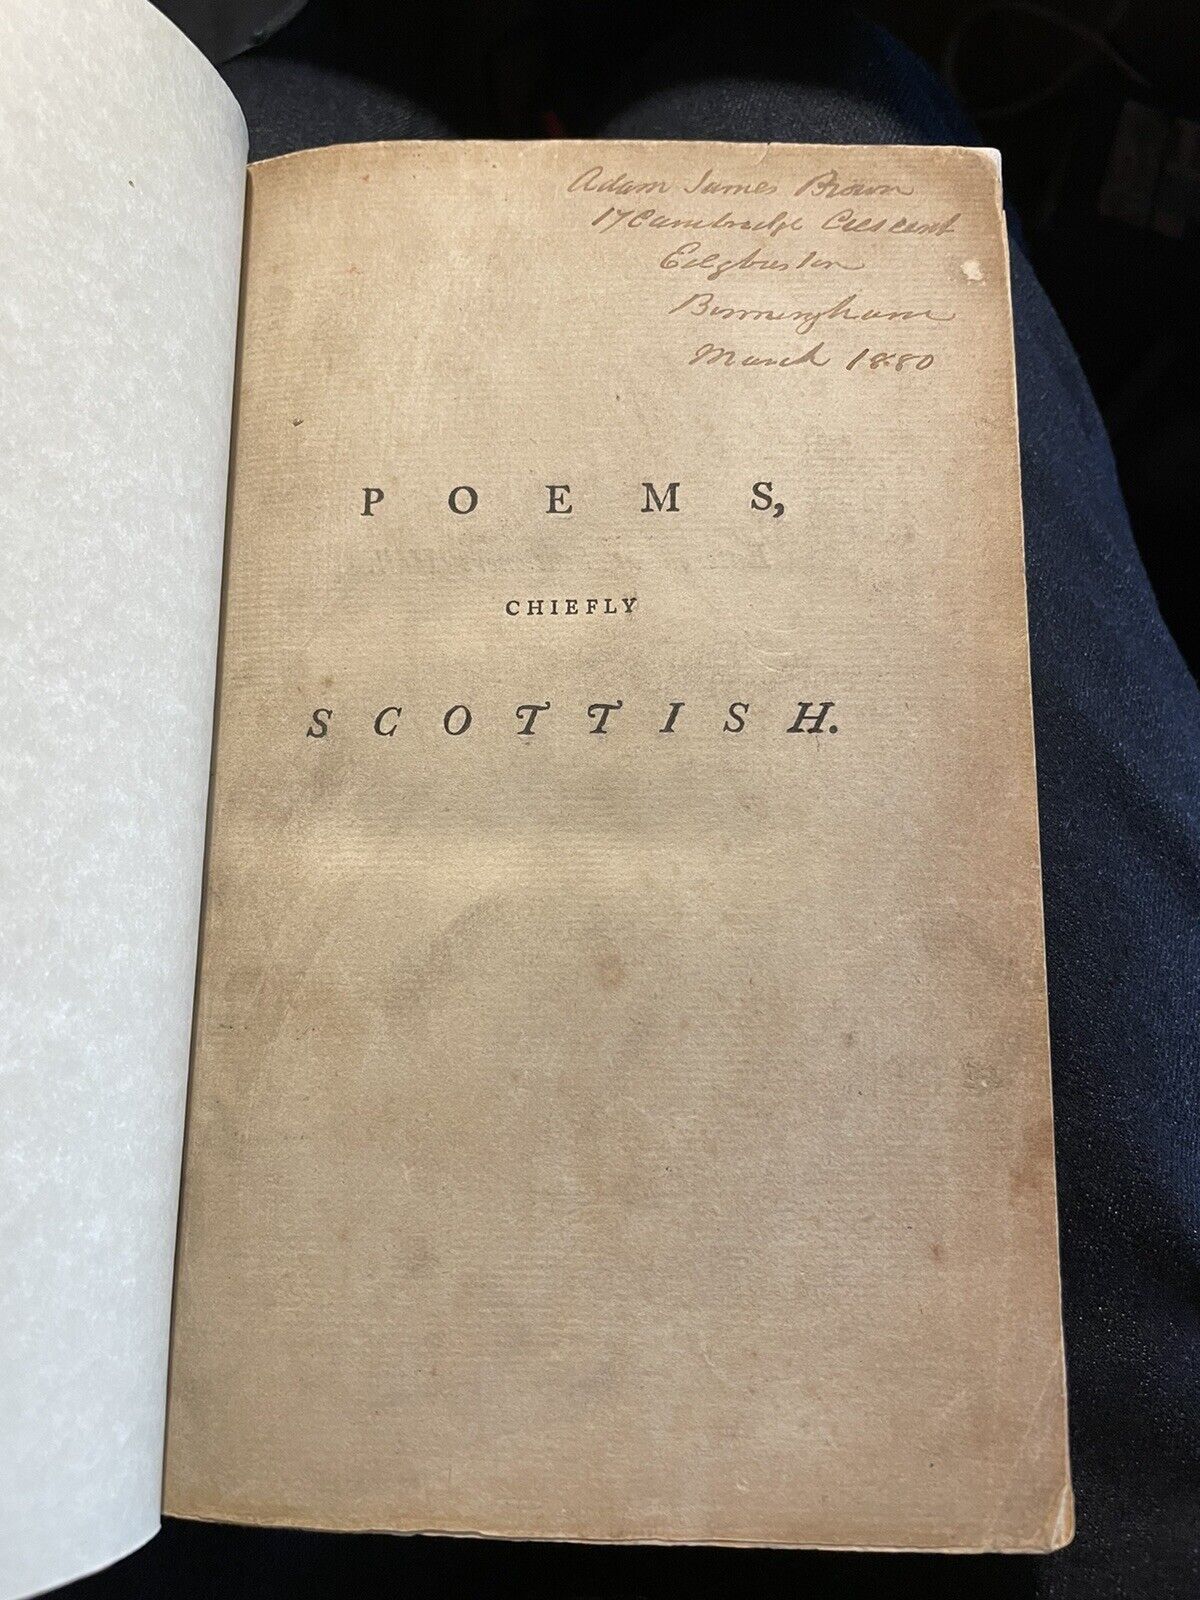 Adam James Brown
17 Cambridge Crescent
Edgbaston
Birmingham
March 1880
POEMS,
CHIEFLY
SCOTTISH.